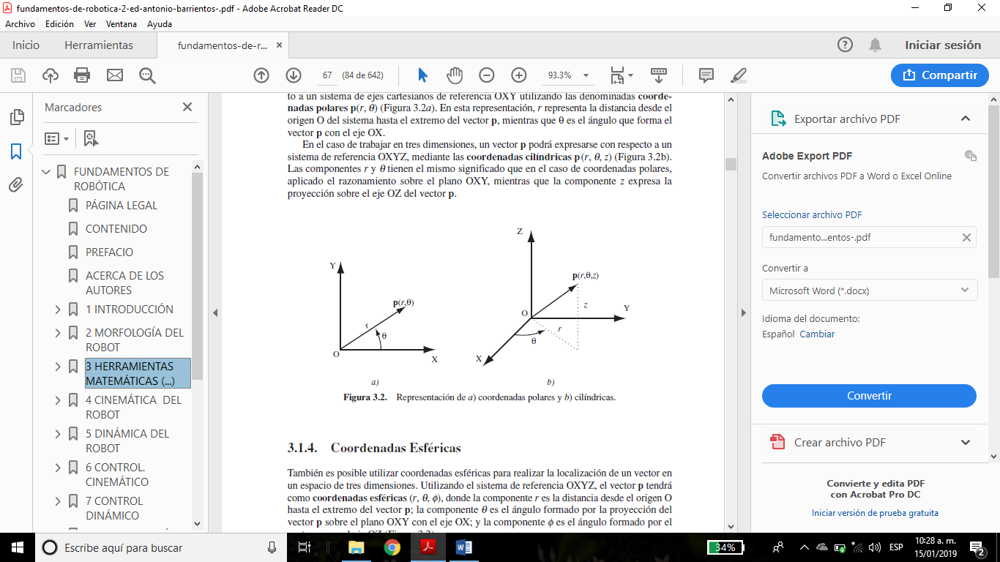 fundamentos-de-robotica-2-ed-antonio-barrientos-.pdf - Adobe Acrobat Reader DC
Archivo Edición Ver Ventana Ayuda
Inicio Herramientas fundamentos-de-r... × Iniciar sesión
67 (84 de 642) 93.3% Compartir
Marcadores
FUNDAMENTOS DE
ROBÓTICA
PÁGINA LEGAL
CONTENIDO
PREFACIO
ACERCA DE LOS
AUTORES
1 INTRODUCCIÓN
2 MORFOLOGÍA DEL
ROBOT
3 HERRAMIENTAS
MATEMÁTICAS (...)
4 CINEMÁTICA DEL
ROBOT
5 DINÁMICA DEL
ROBOT
6 CONTROL.
CINEMÁTICO
7 CONTROL
DINÁMICO
to a un sistema de ejes cartesianos de referencia OXY utilizando las denominadas coorde-
nadas polares p(r, θ) (Figura 3.2a). En esta representación, r representa la distancia desde el
origen O del sistema hasta el extremo del vector p, mientras que θ es el ángulo que forma el
vector p con el eje OX.
En el caso de trabajar en tres dimensiones, un vector p podrá expresarse con respecto a un
sistema de referencia OXYZ, mediante las coordenadas cilíndricas p(r, θ, z) (Figura 3.2b).
Las componentes r y θ tienen el mismo significado que en el caso de coordenadas polares,
aplicado el razonamiento sobre el plano OXY, mientras que la componente z expresa la
proyección sobre el eje OZ del vector p.
Y
p(r,θ)
r
θ
O
X
a)
Z
p(r,θ,z)
z
O
Y
r
θ
X
b)
Figura 3.2. Representación de a) coordenadas polares y b) cilíndricas.
3.1.4. Coordenadas Esféricas
También es posible utilizar coordenadas esféricas para realizar la localización de un vector en
un espacio de tres dimensiones. Utilizando el sistema de referencia OXYZ, el vector p tendrá
como coordenadas esféricas (r, θ, ϕ), donde la componente r es la distancia desde el origen O
hasta el extremo del vector p; la componente θ es el ángulo formado por la proyección del
vector p sobre el plano OXY con el eje OX; y la componente ϕ es el ángulo formado por el
Exportar archivo PDF
Adobe Export PDF
Convertir archivos PDF a Word o Excel Online
Seleccionar archivo PDF
fundamento...entos-.pdf
Convertir a
Microsoft Word (*.docx)
Idioma del documento:
Español Cambiar
Convertir
Crear archivo PDF
Convierte y edita PDF
con Acrobat Pro DC
Iniciar versión de prueba gratuita
Escribe aquí para buscar
34%
ESP
10:28 a. m.
15/01/2019
2